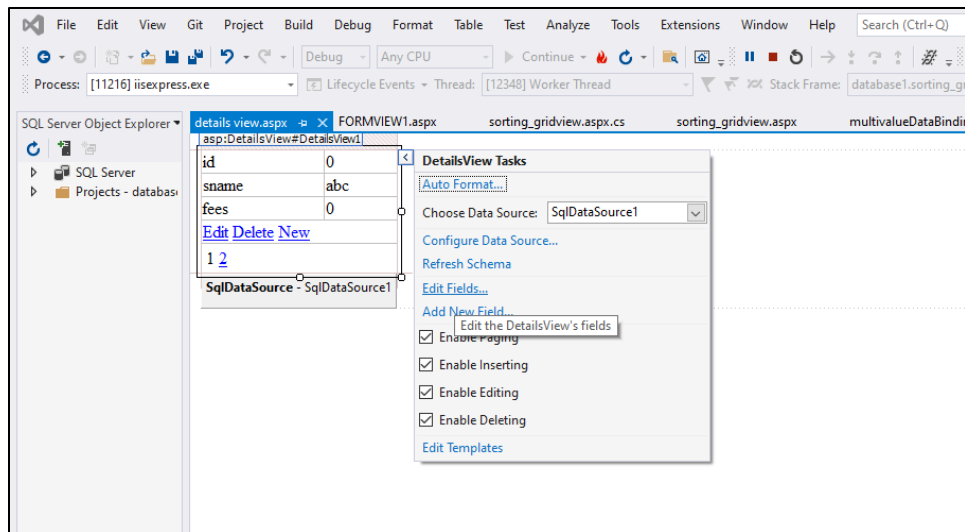 File Edit View Git Project Build Debug Format Table Test Analyze Tools Extensions Window Help Search (Ctrl+Q)
Debug Any CPU Continue
Process: [11216] iisexpress.exe Lifecycle Events Thread: [12348] Worker Thread Stack Frame: database1.sorting_gr
SQL Server Object Explorer details view.aspx FORMVIEW1.aspx sorting_gridview.aspx.cs sorting_gridview.aspx multivalueDataBindin
asp:DetailsView#DetailsView1
SQL Server
Projects - databas
id 0
sname abc
fees 0
Edit Delete New
1 2
SqlDataSource - SqlDataSource1
DetailsView Tasks
Auto Format...
Choose Data Source: SqlDataSource1
Configure Data Source...
Refresh Schema
Edit Fields...
Add New Field...
Edit the DetailsView's fields
Enable Paging
Enable Inserting
Enable Editing
Enable Deleting
Edit Templates